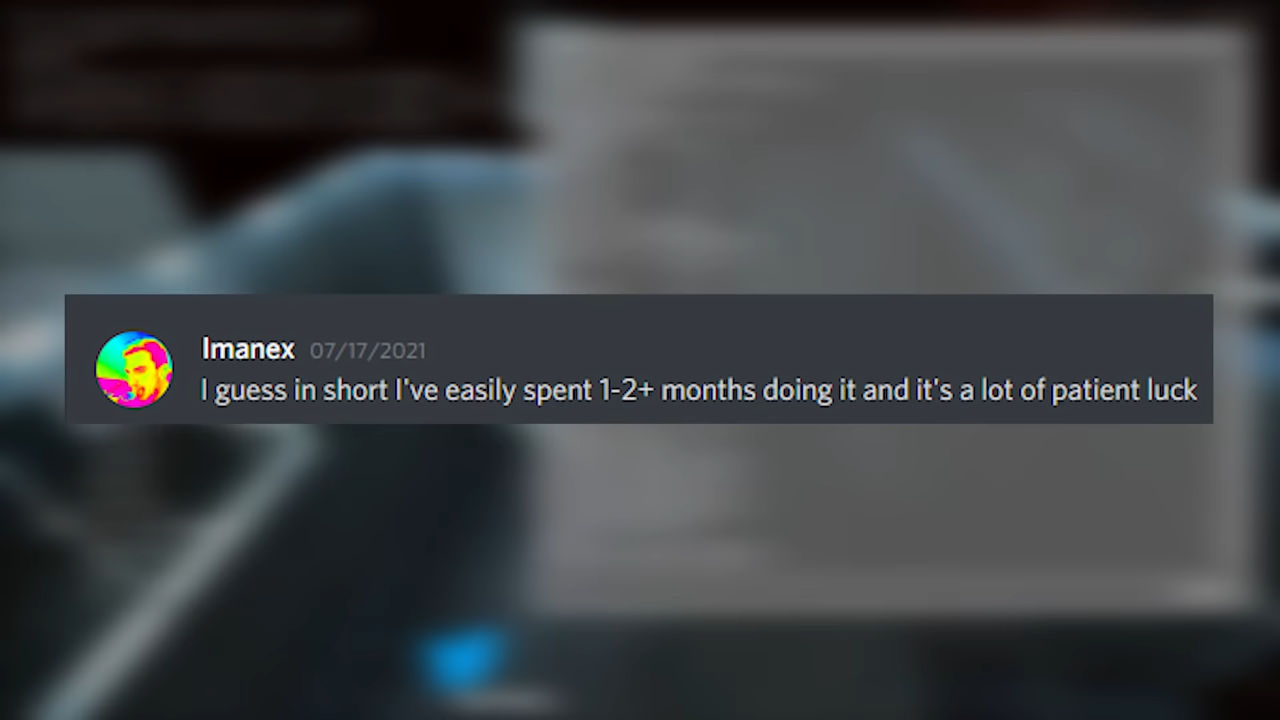 Imanex 07/17/2021
I guess in short I've easily spent 1-2+ months doing it and it's a lot of patient luck